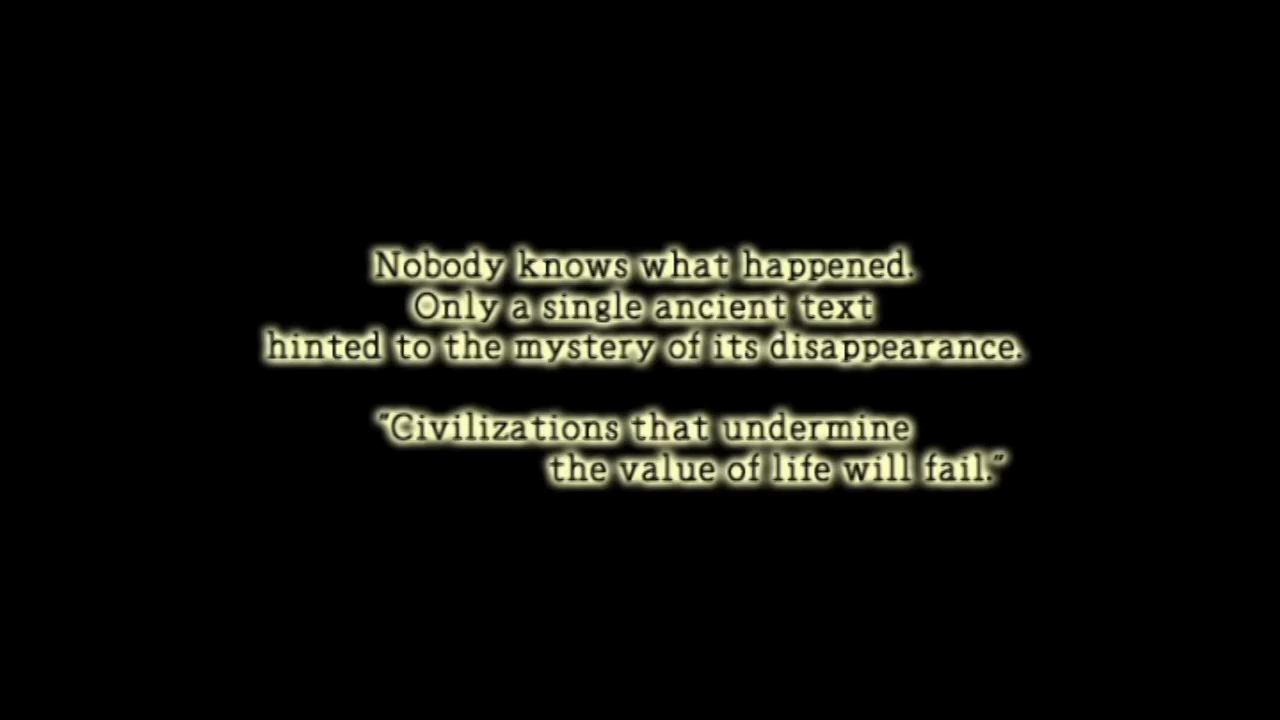 Nobody knows what happened.
Only a single ancient text
hinted to the mystery of its disappearance.
"Civilizations that undermine
the value of life will fail."